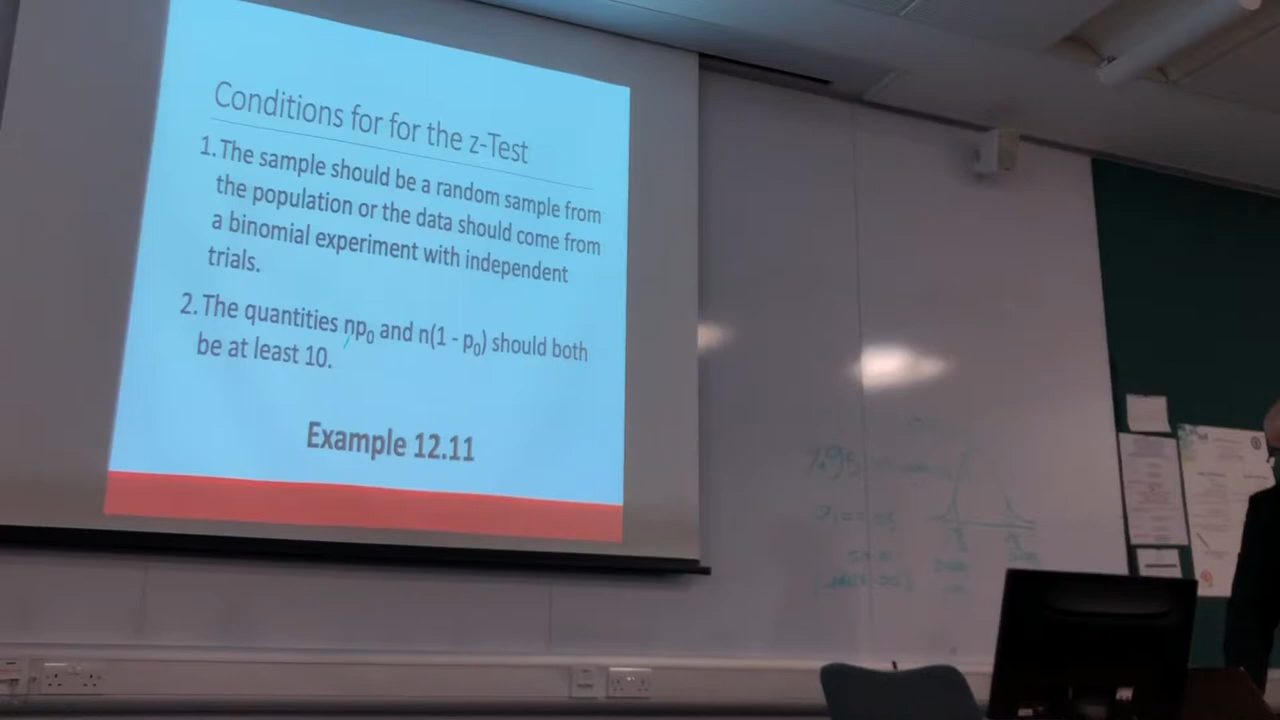 Conditions for for the z-Test
1. The sample should be a random sample from
the population or the data should come from
a binomial experiment with independent
trials.
2. The quantities np₀ and n(1 - p₀) should both
be at least 10.
Example 12.11